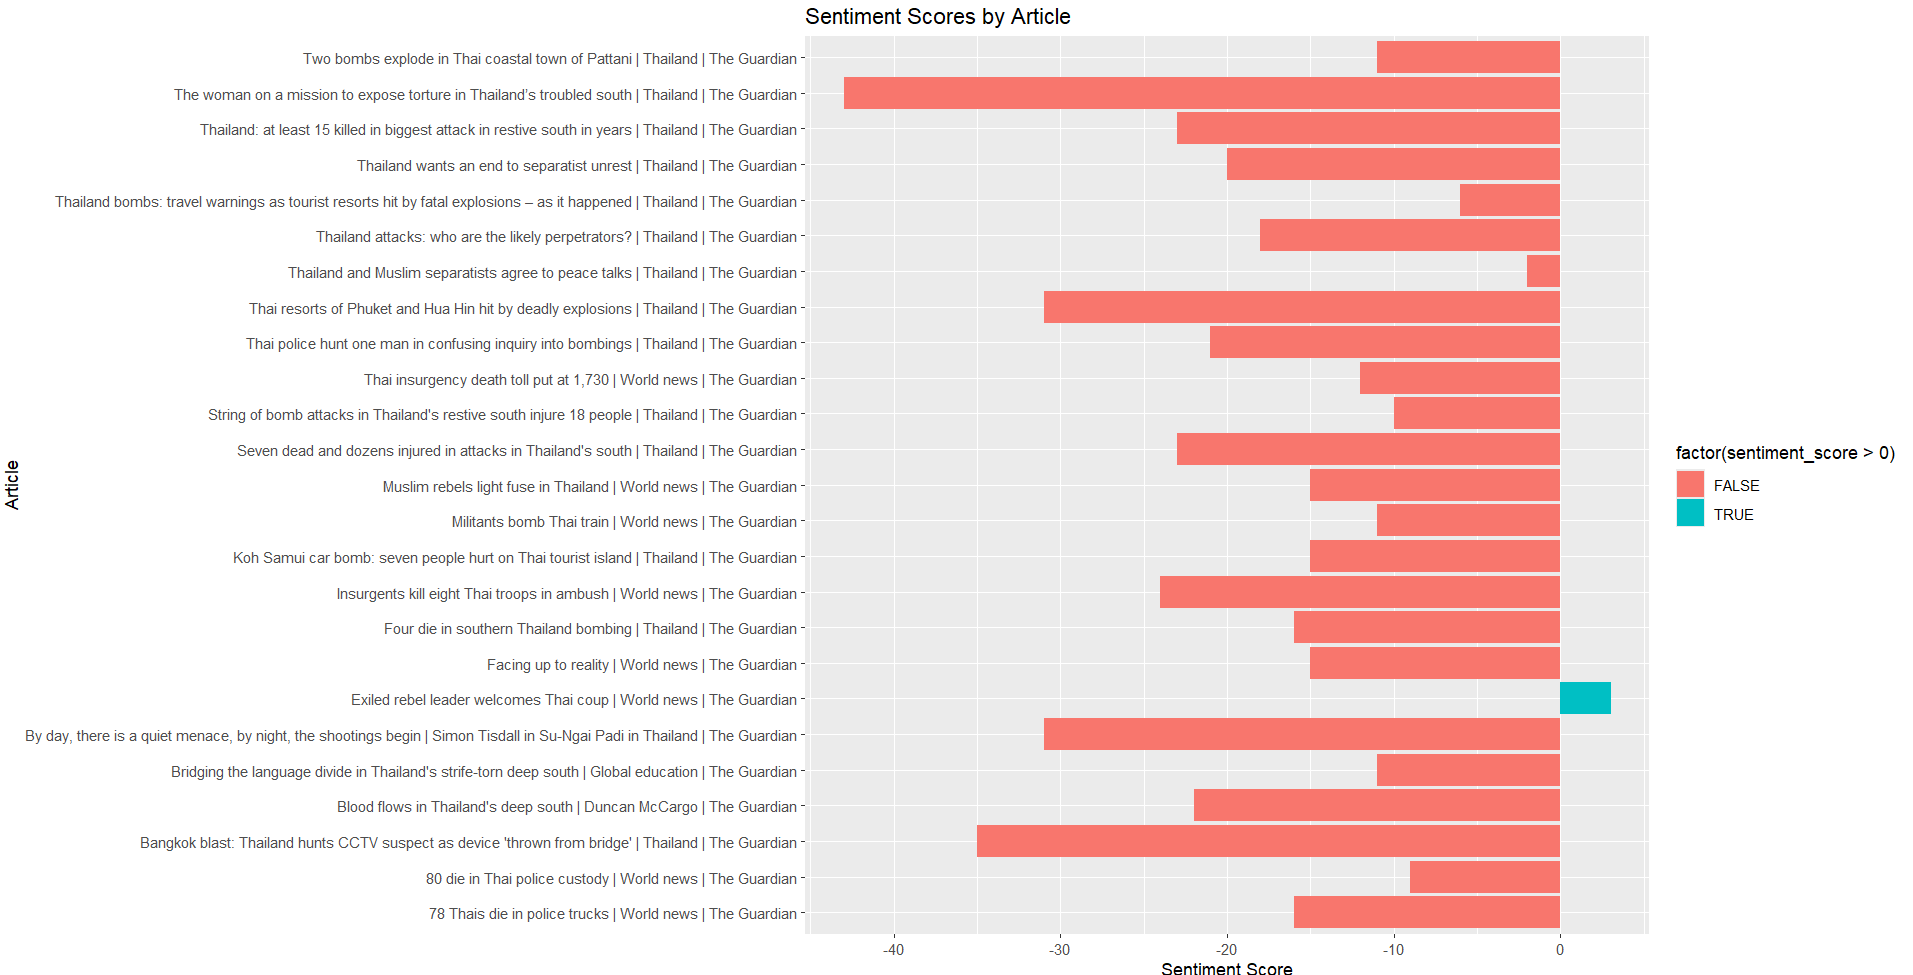 Sentiment Scores by Article
Two bombs explode in Thai coastal town of Pattani | Thailand | The Guardian
The woman on a mission to expose torture in Thailand’s troubled south | Thailand | The Guardian
Thailand: at least 15 killed in biggest attack in restive south in years | Thailand | The Guardian
Thailand wants an end to separatist unrest | Thailand | The Guardian
Thailand bombs: travel warnings as tourist resorts hit by fatal explosions – as it happened | Thailand | The Guardian
Thailand attacks: who are the likely perpetrators? | Thailand | The Guardian
Thailand and Muslim separatists agree to peace talks | Thailand | The Guardian
Thai resorts of Phuket and Hua Hin hit by deadly explosions | Thailand | The Guardian
Thai police hunt one man in confusing inquiry into bombings | Thailand | The Guardian
Thai insurgency death toll put at 1,730 | World news | The Guardian
String of bomb attacks in Thailand's restive south injure 18 people | Thailand | The Guardian
Seven dead and dozens injured in attacks in Thailand's south | Thailand | The Guardian
Muslim rebels light fuse in Thailand | World news | The Guardian
Militants bomb Thai train | World news | The Guardian
Koh Samui car bomb: seven people hurt on Thai tourist island | Thailand | The Guardian
Insurgents kill eight Thai troops in ambush | World news | The Guardian
Four die in southern Thailand bombing | Thailand | The Guardian
Facing up to reality | World news | The Guardian
Exiled rebel leader welcomes Thai coup | World news | The Guardian
By day, there is a quiet menace, by night, the shootings begin | Simon Tisdall in Su-Ngai Padi in Thailand | The Guardian
Bridging the language divide in Thailand's strife-torn deep south | Global education | The Guardian
Blood flows in Thailand's deep south | Duncan McCargo | The Guardian
Bangkok blast: Thailand hunts CCTV suspect as device 'thrown from bridge' | Thailand | The Guardian
80 die in Thai police custody | World news | The Guardian
78 Thais die in police trucks | World news | The Guardian
Article
-40 -30 -20 -10 0
Sentiment Score
factor(sentiment_score > 0)
FALSE
TRUE